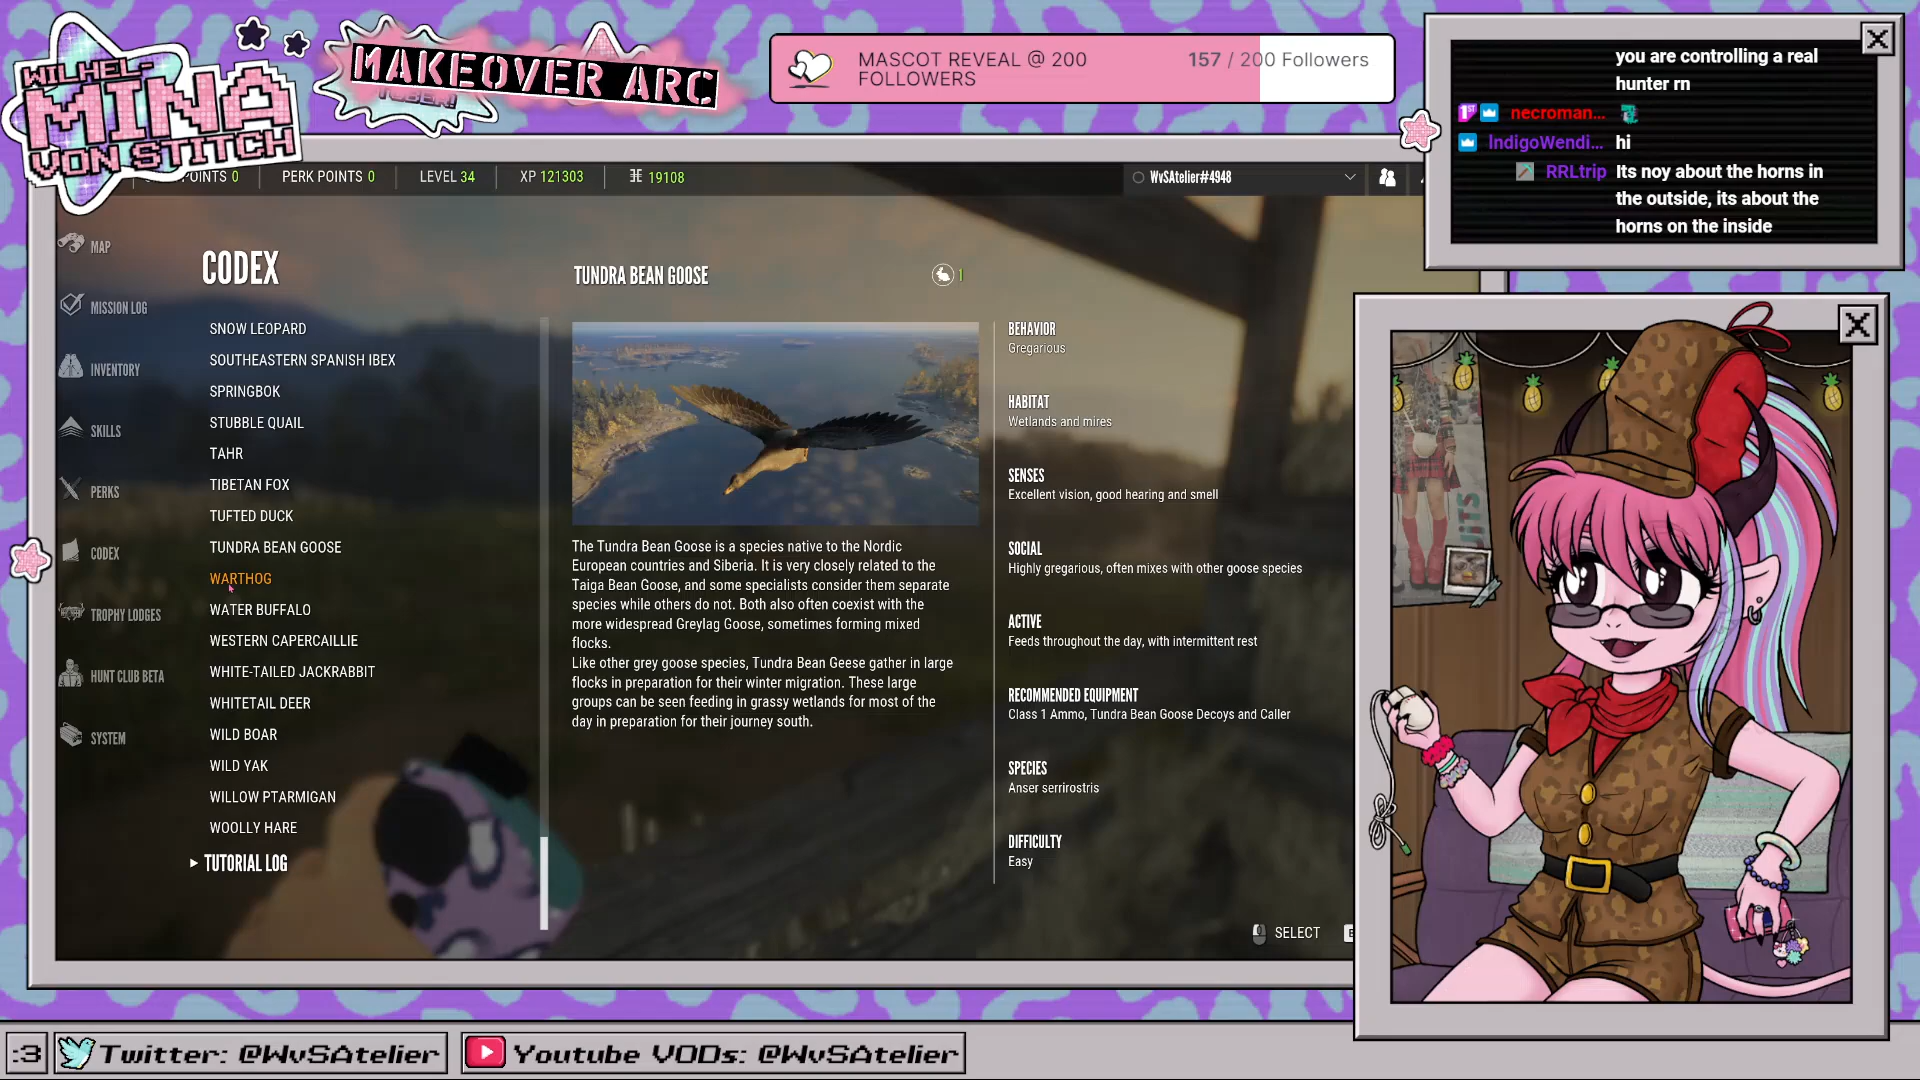 WILHEL-
MINA
VON STITCH
MAKEOVER ARC
TOBER!
MASCOT REVEAL @ 200
FOLLOWERS
157 / 200 Followers
you are controlling a real
hunter rn
necroman...
IndigoWendi... hi
RRLtrip Its noy about the horns in
the outside, its about the
horns on the inside
POINTS 0
PERK POINTS 0
LEVEL 34
XP 121303
19108
WvSAtelier#4948
MAP
MISSION LOG
INVENTORY
SKILLS
PERKS
CODEX
TROPHY LODGES
HUNT CLUB BETA
SYSTEM
CODEX
SNOW LEOPARD
SOUTHEASTERN SPANISH IBEX
SPRINGBOK
STUBBLE QUAIL
TAHR
TIBETAN FOX
TUFTED DUCK
TUNDRA BEAN GOOSE
WARTHOG
WATER BUFFALO
WESTERN CAPERCAILLIE
WHITE-TAILED JACKRABBIT
WHITETAIL DEER
WILD BOAR
WILD YAK
WILLOW PTARMIGAN
WOOLLY HARE
TUTORIAL LOG
TUNDRA BEAN GOOSE
1
The Tundra Bean Goose is a species native to the Nordic
European countries and Siberia. It is very closely related to the
Taiga Bean Goose, and some specialists consider them separate
species while others do not. Both also often coexist with the
more widespread Greylag Goose, sometimes forming mixed
flocks.
Like other grey goose species, Tundra Bean Geese gather in large
flocks in preparation for their winter migration. These large
groups can be seen feeding in grassy wetlands for most of the
day in preparation for their journey south.
BEHAVIOR
Gregarious
HABITAT
Wetlands and mires
SENSES
Excellent vision, good hearing and smell
SOCIAL
Highly gregarious, often mixes with other goose species
ACTIVE
Feeds throughout the day, with intermittent rest
RECOMMENDED EQUIPMENT
Class 1 Ammo, Tundra Bean Goose Decoys and Caller
SPECIES
Anser serrirostris
DIFFICULTY
Easy
SELECT
:3
Twitter: @WvSAtelier
Youtube VODs: @WvSAtelier